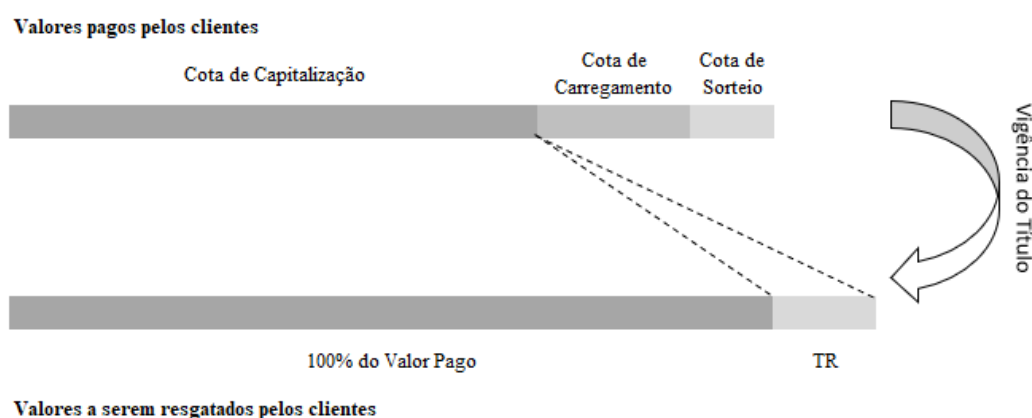 Valores pagos pelos clientes
Cota de Capitalização
Cota de
Carregamento
Cota de
Sorteio
Vigência do Título
100% do Valor Pago
TR
Valores a serem resgatados pelos clientes